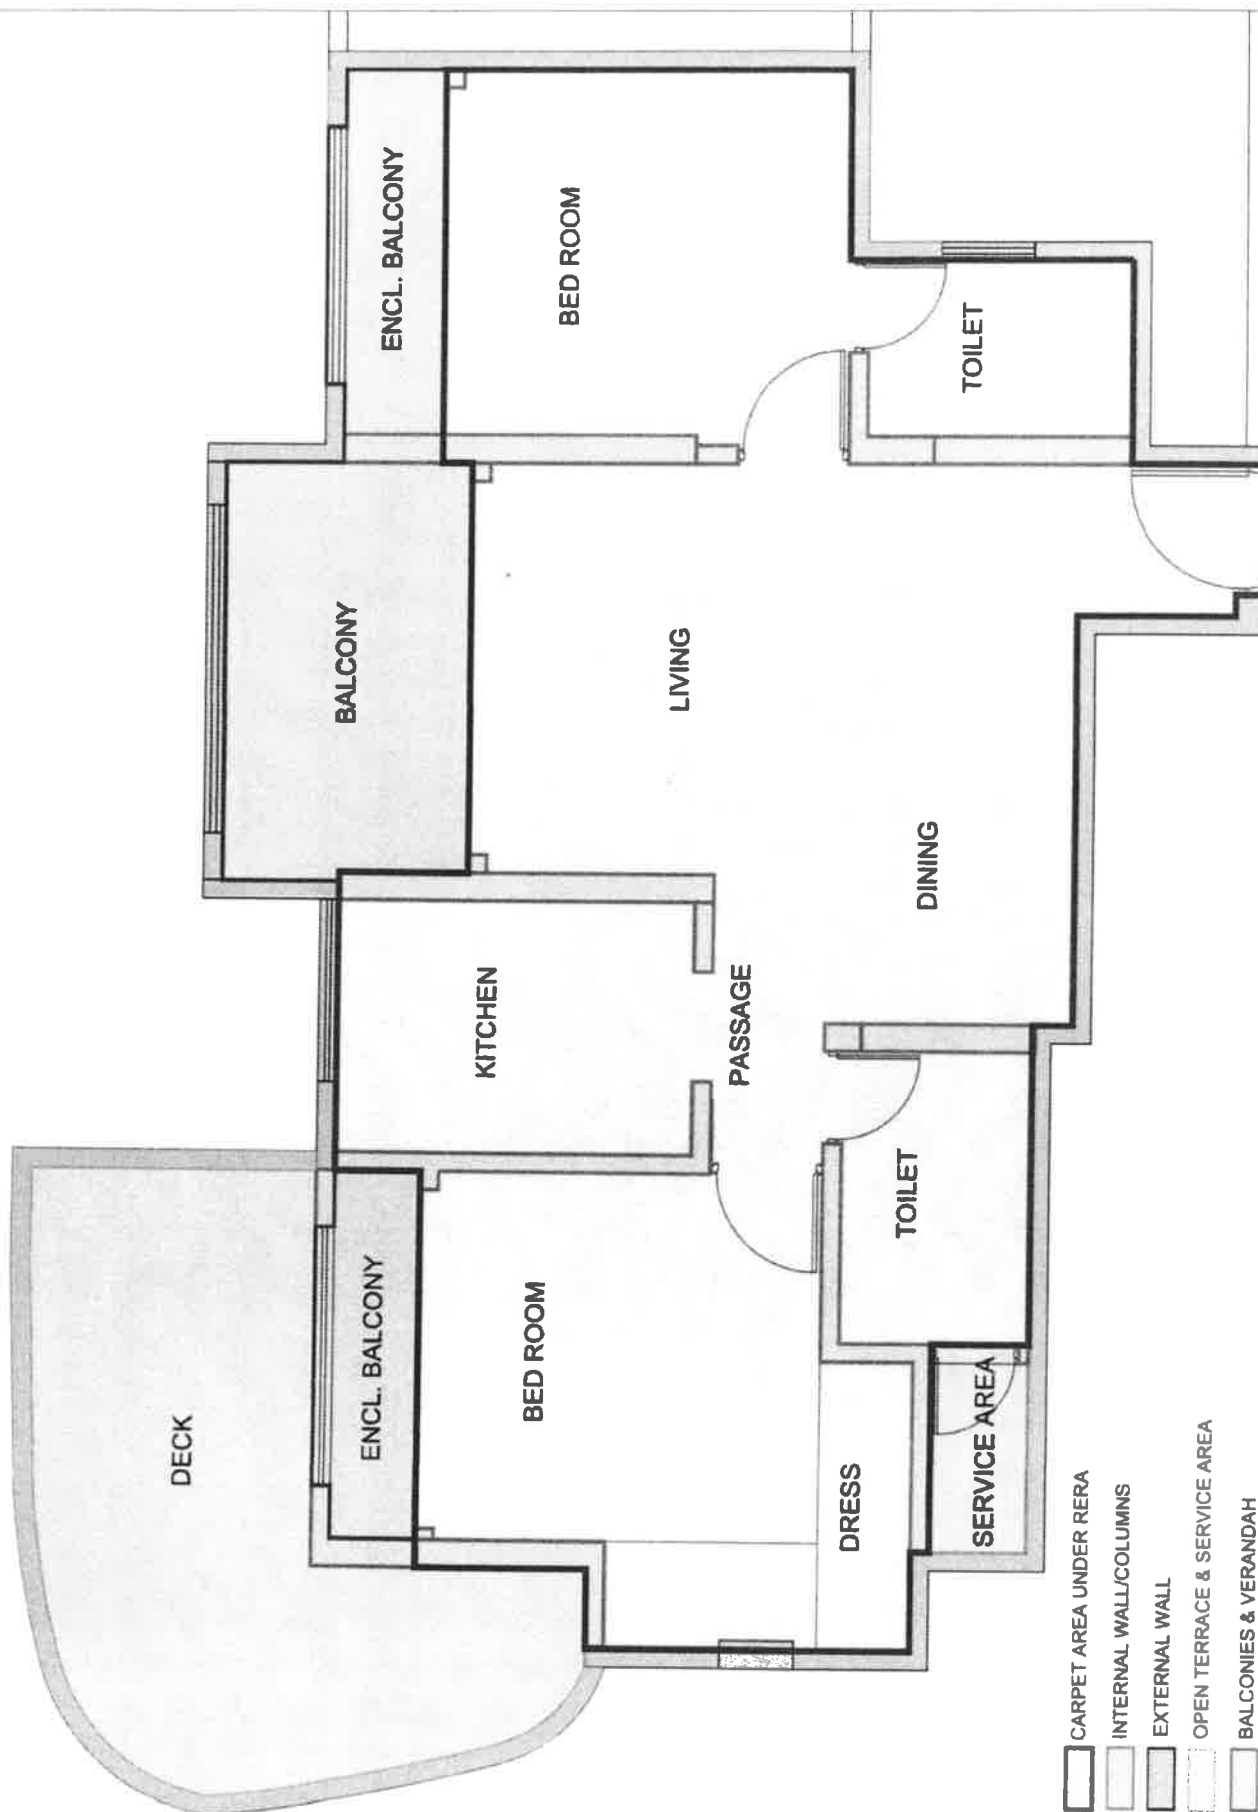 DECK
ENCL. BALCONY
BED ROOM
DRESS
SERVICE AREA
TOILET
KITCHEN
PASSAGE
DINING
BALCONY
LIVING
ENCL. BALCONY
BED ROOM
TOILET
CARPET AREA UNDER RERA
INTERNAL WALL/COLUMNS
EXTERNAL WALL
OPEN TERRACE & SERVICE AREA
BALCONIES & VERANDAH